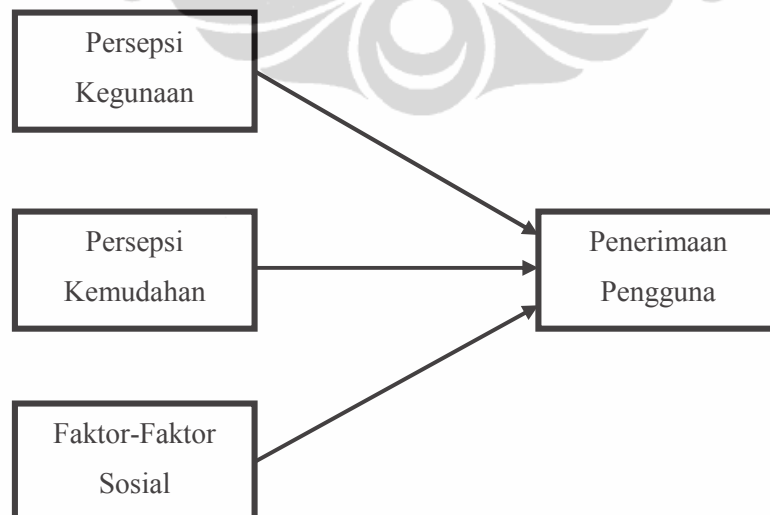 Persepsi
Kegunaan
Persepsi
Kemudahan
Penerimaan
Pengguna
Faktor-Faktor
Sosial